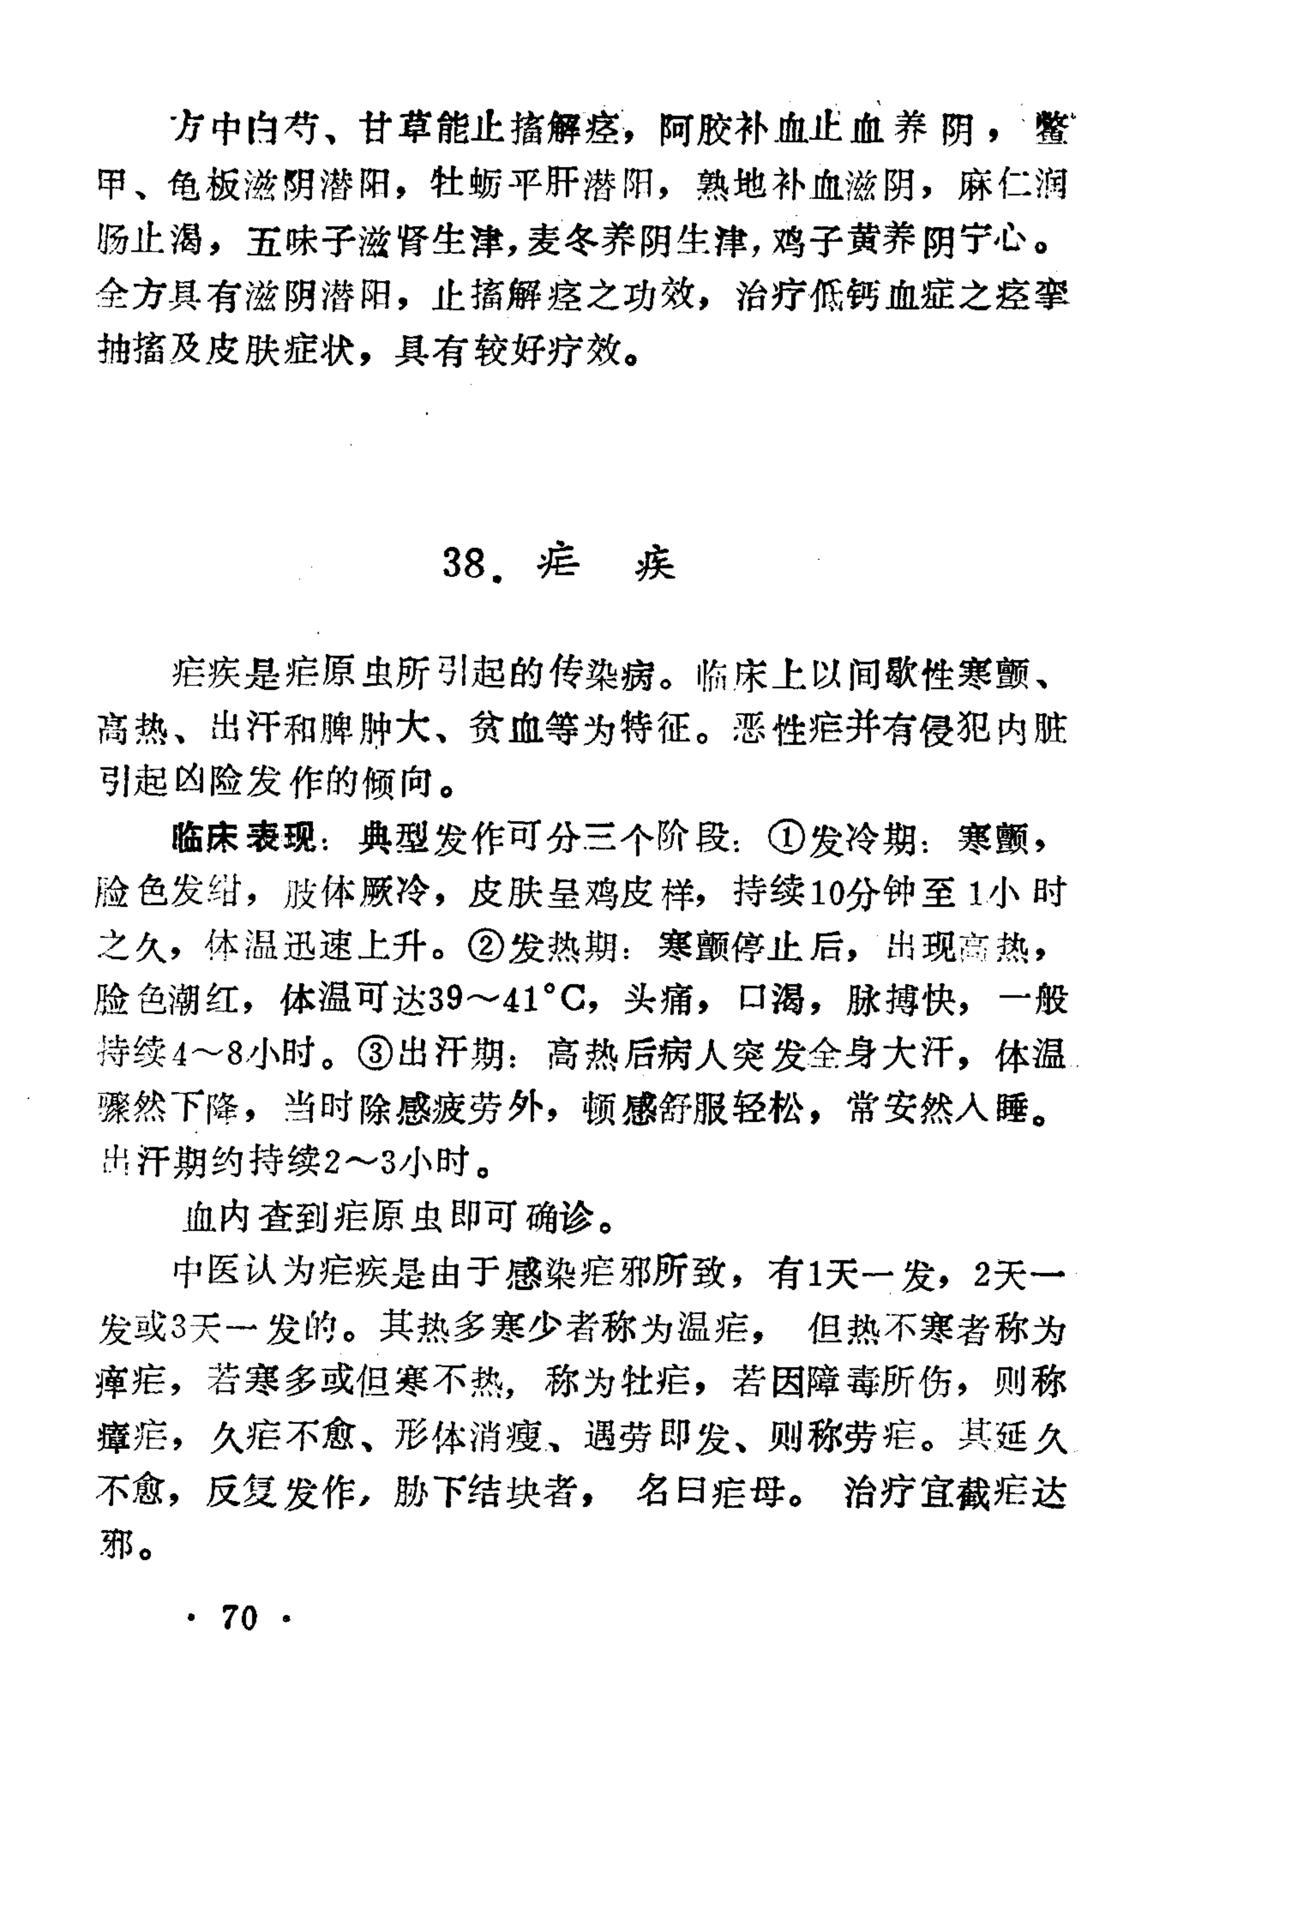 方中白芍、甘草能止搐解痉，阿胶补血止血养阴，鳖
甲、龟板滋阴潜阳，牡蛎平肝潜阳，熟地补血滋阴，麻仁润
肠止渴，五味子滋肾生津，麦冬养阴生津，鸡子黄养阴宁心。
全方具有滋阴潜阳，止搐解痉之功效，治疗低钙血症之痉挛
抽搐及皮肤症状，具有较好疗效。
38．疟 疾
疟疾是疟原虫所引起的传染病。临床上以间歇性寒颤、
高热、出汗和脾肿大、贫血等为特征。恶性疟并有侵犯内脏
引起凶险发作的倾向。
临床表现：典型发作可分三个阶段：①发冷期：寒颤，
脸色发绀，肢体厥冷，皮肤呈鸡皮样，持续10分钟至1小时
之久，体温迅速上升。②发热期：寒颤停止后，出现高热，
脸色潮红，体温可达39～41°C，头痛，口渴，脉搏快，一般
持续4～8小时。③出汗期：高热后病人突发全身大汗，体温
骤然下降，当时除感疲劳外，顿感舒服轻松，常安然入睡。
出汗期约持续2～3小时。
血内查到疟原虫即可确诊。
中医认为疟疾是由于感染疟邪所致，有1天一发，2天一
发或3天一发的。其热多寒少者称为温疟，但热不寒者称为
瘅疟，若寒多或但寒不热，称为牡疟，若因障毒所伤，则称
瘴疟，久疟不愈、形体消瘦、遇劳即发、则称劳疟。其延久
不愈，反复发作，胁下结块者，名曰疟母。治疗宜截疟达
邪。
· 70 ·